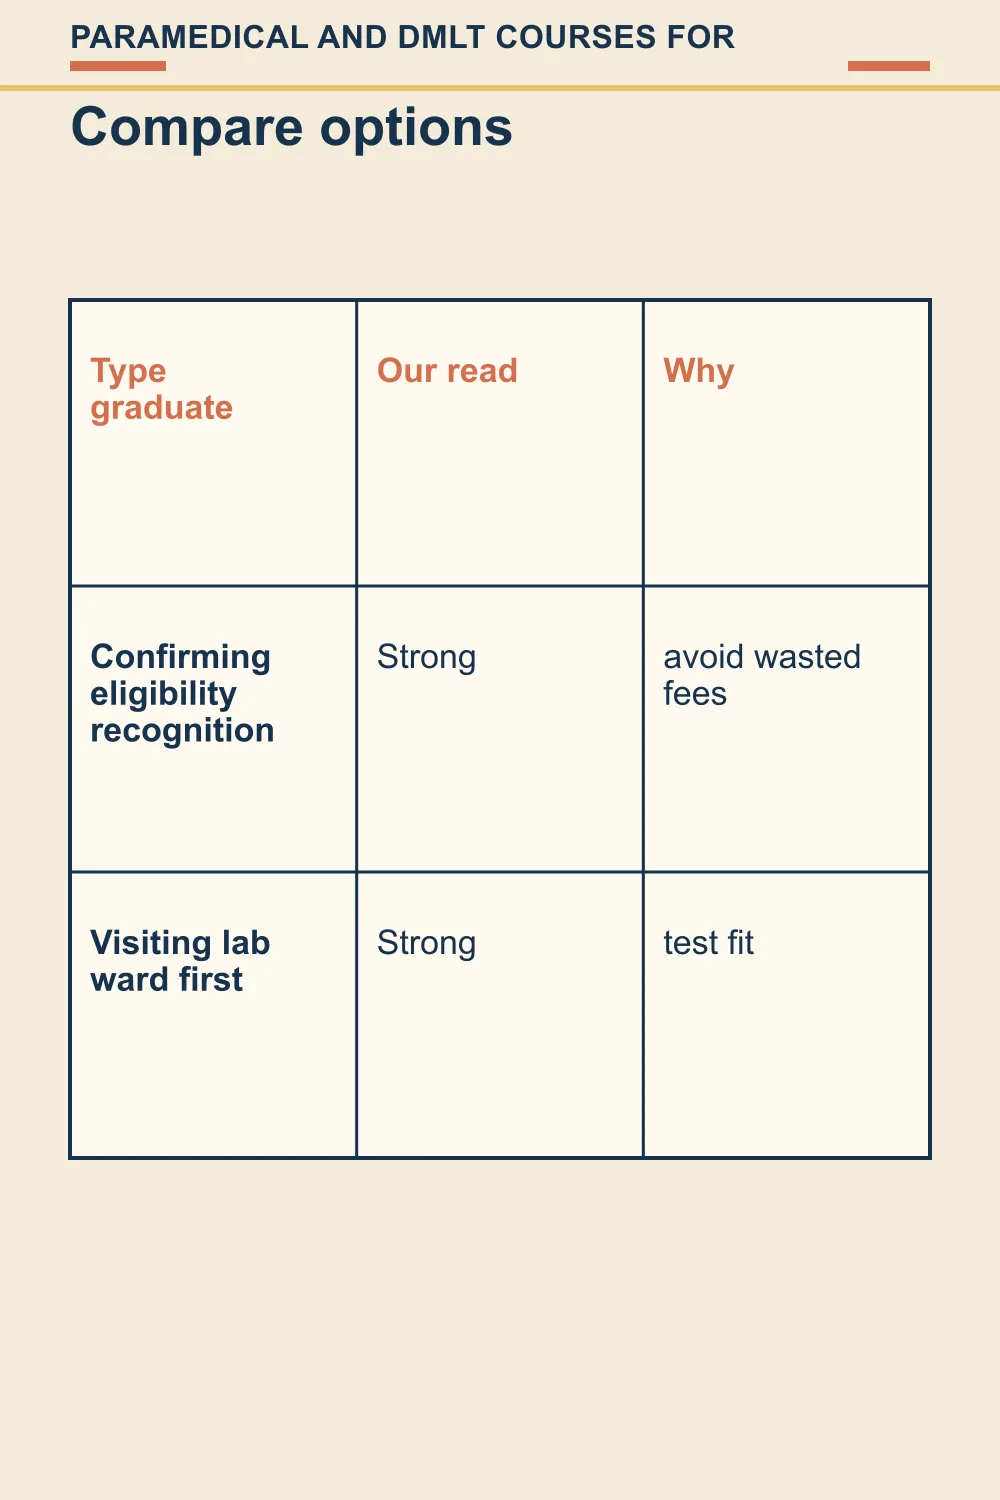 PARAMEDICAL AND DMLT COURSES FOR
Compare options
Type graduate
Our read
Why
Confirming eligibility recognition
Strong
avoid wasted fees
Visiting lab ward first
Strong
test fit